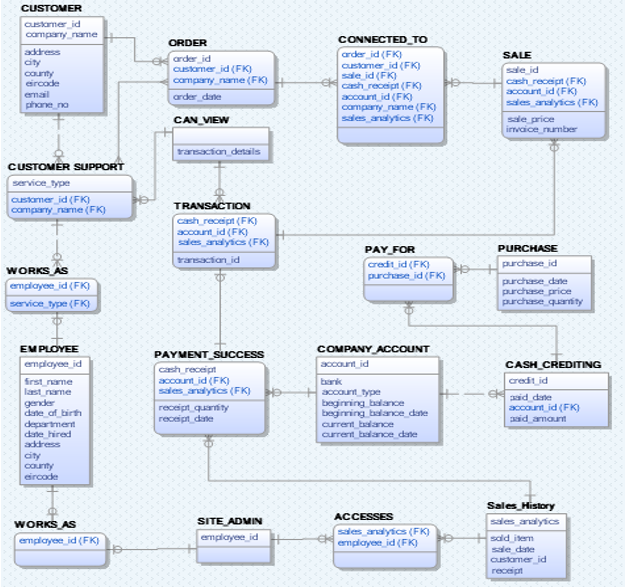 CUSTOMER
customer_id
company_name
address
city
county
eircode
email
phone_no
ORDER
order_id
customer_id (FK)
company_name (FK)
order_date
CONNECTED_TO
order_id (FK)
customer_id (FK)
sale_id (FK)
cash_receipt (FK)
account_id (FK)
company_name (FK)
sales_analytics (FK)
SALE
sale_id
cash_receipt (FK)
account_id (FK)
sales_analytics (FK)
sale_price
invoice_number
CAN_VIEW
transaction_details
CUSTOMER SUPPORT
service_type
customer_id (FK)
company_name (FK)
TRANSACTION
cash_receipt (FK)
account_id (FK)
sales_analytics (FK)
transaction_id
PAY_FOR
credit_id (FK)
purchase_id (FK)
PURCHASE
purchase_id
purchase_date
purchase_price
purchase_quantity
WORKS_AS
employee_id (FK)
service_type (FK)
EMPLOYEE
employee_id
first_name
last_name
gender
date_of_birth
department
date_hired
address
city
county
eircode
PAYMENT_SUCCESS
cash_receipt
account_id (FK)
sales_analytics (FK)
receipt_quantity
receipt_date
COMPANY_ACCOUNT
account_id
bank
account_type
beginning_balance
beginning_balance_date
current_balance
current_balance_date
CASH_CREDITING
credit_id
paid_date
account_id (FK)
paid_amount
WORKS_AS
employee_id (FK)
SITE_ADMIN
employee_id
ACCESSES
sales_analytics (FK)
employee_id (FK)
Sales_History
sales_analytics
sold_item
sale_date
customer_id
receipt